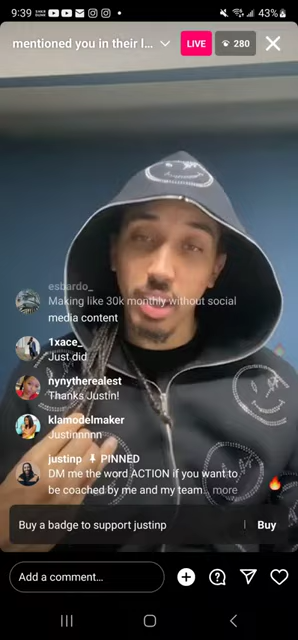 9:39
43%
mentioned you in their l...
LIVE
280
esbardo_
Making like 30k monthly without social
media content
1xace_
Just did
nynytherealest
Thanks Justin!
klamodelmaker
Justinnnnn
justinp PINNED
DM me the word ACTION if you want to
be coached by me and my team... more
Buy a badge to support justinp
Buy
Add a comment...